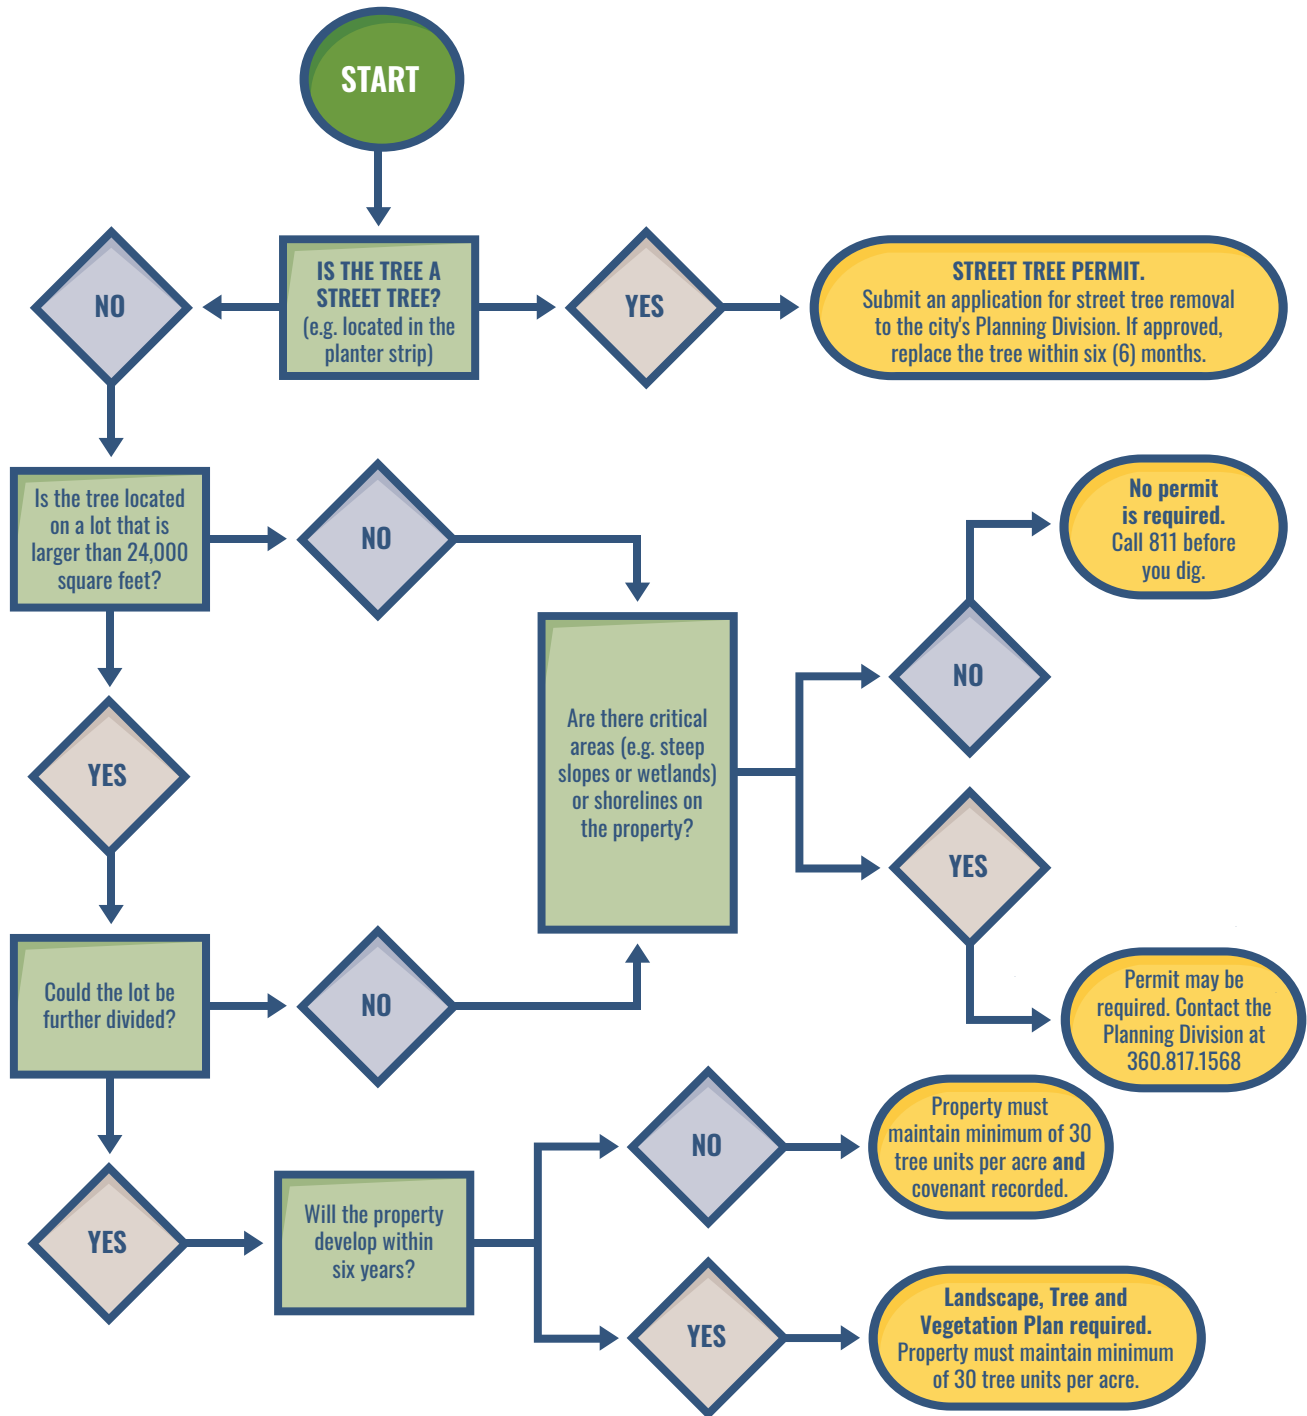 START
IS THE TREE A
STREET TREE?
(e.g. located in the
planter strip)
NO
YES
STREET TREE PERMIT.
Submit an application for street tree removal
to the city's Planning Division. If approved,
replace the tree within six (6) months.
Is the tree located
on a lot that is
larger than 24,000
square feet?
NO
No permit
is required.
Call 811 before
you dig.
Are there critical
areas (e.g. steep
slopes or wetlands)
or shorelines on
the property?
NO
YES
YES
Could the lot be
further divided?
NO
Permit may be
required. Contact the
Planning Division at
360.817.1568
YES
Will the property
develop within
six years?
NO
Property must
maintain minimum of 30
tree units per acre and
covenant recorded.
YES
Landscape, Tree and
Vegetation Plan required.
Property must maintain minimum
of 30 tree units per acre.